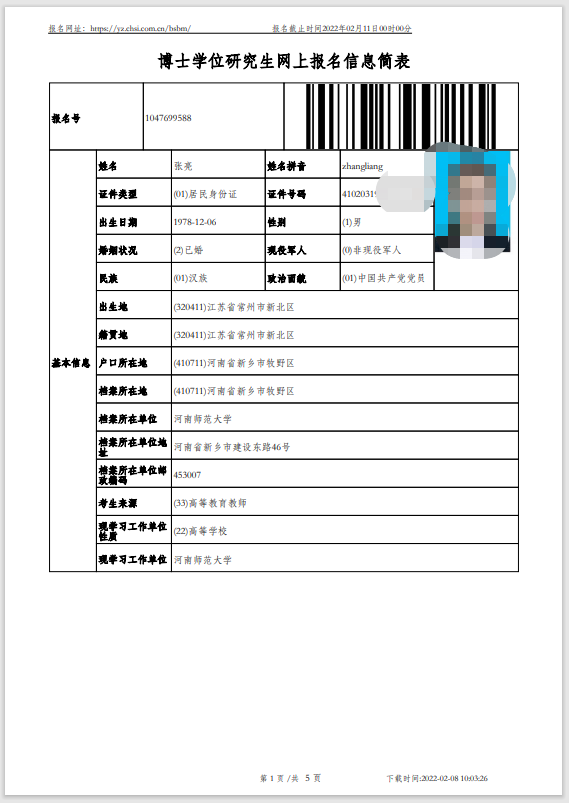 报名网址：https://yz.chsi.com.cn/bsbm/ 报名截止时间2022年02月11日00时00分
博士学位研究生网上报名信息简表
报名号 1047699588
基本信息
姓名 张亮 姓名拼音 zhangliang
证件类型 (01)居民身份证 证件号码 4102031
出生日期 1978-12-06 性别 (1)男
婚姻状况 (2)已婚 现役军人 (0)非现役军人
民族 (01)汉族 政治面貌 (01)中国共产党党员
出生地 (320411)江苏省常州市新北区
籍贯地 (320411)江苏省常州市新北区
户口所在地 (410711)河南省新乡市牧野区
档案所在地 (410711)河南省新乡市牧野区
档案所在单位 河南师范大学
档案所在单位地
址 河南省新乡市建设东路46号
档案所在单位邮
政编码 453007
考生来源 (33)高等教育教师
现学习工作单位
性质 (22)高等学校
现学习工作单位 河南师范大学
第 1 页 /共 5 页 下载时间:2022-02-08 10:03:26